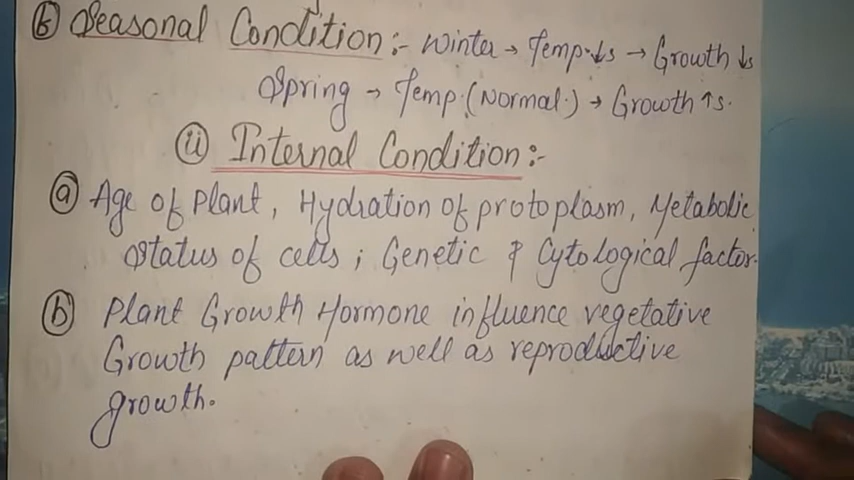 ⑥ Seasonal Condition:- Winter → Temp.↓s → Growth ↓s
Spring → Temp.(Normal.) → Growth ↑s.
(ii) Internal Condition:-
(a) Age of Plant, Hydration of protoplasm, Metabolic
Status of cells; Genetic & Cytological factor.
(b) Plant Growth Hormone influence vegetative
Growth pattern as well as reproductive
growth.